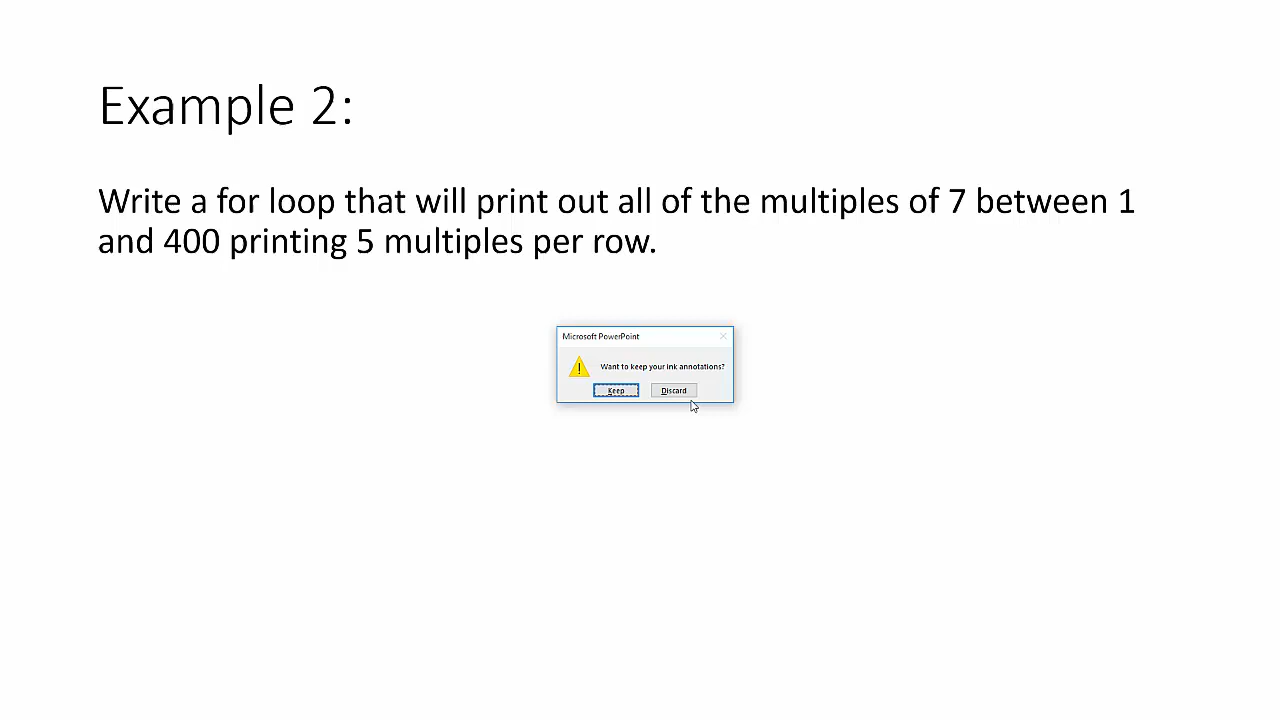 Example 2:
Write a for loop that will print out all of the multiples of 7 between 1
and 400 printing 5 multiples per row.
Microsoft PowerPoint
Want to keep your ink annotations?
Keep Discard